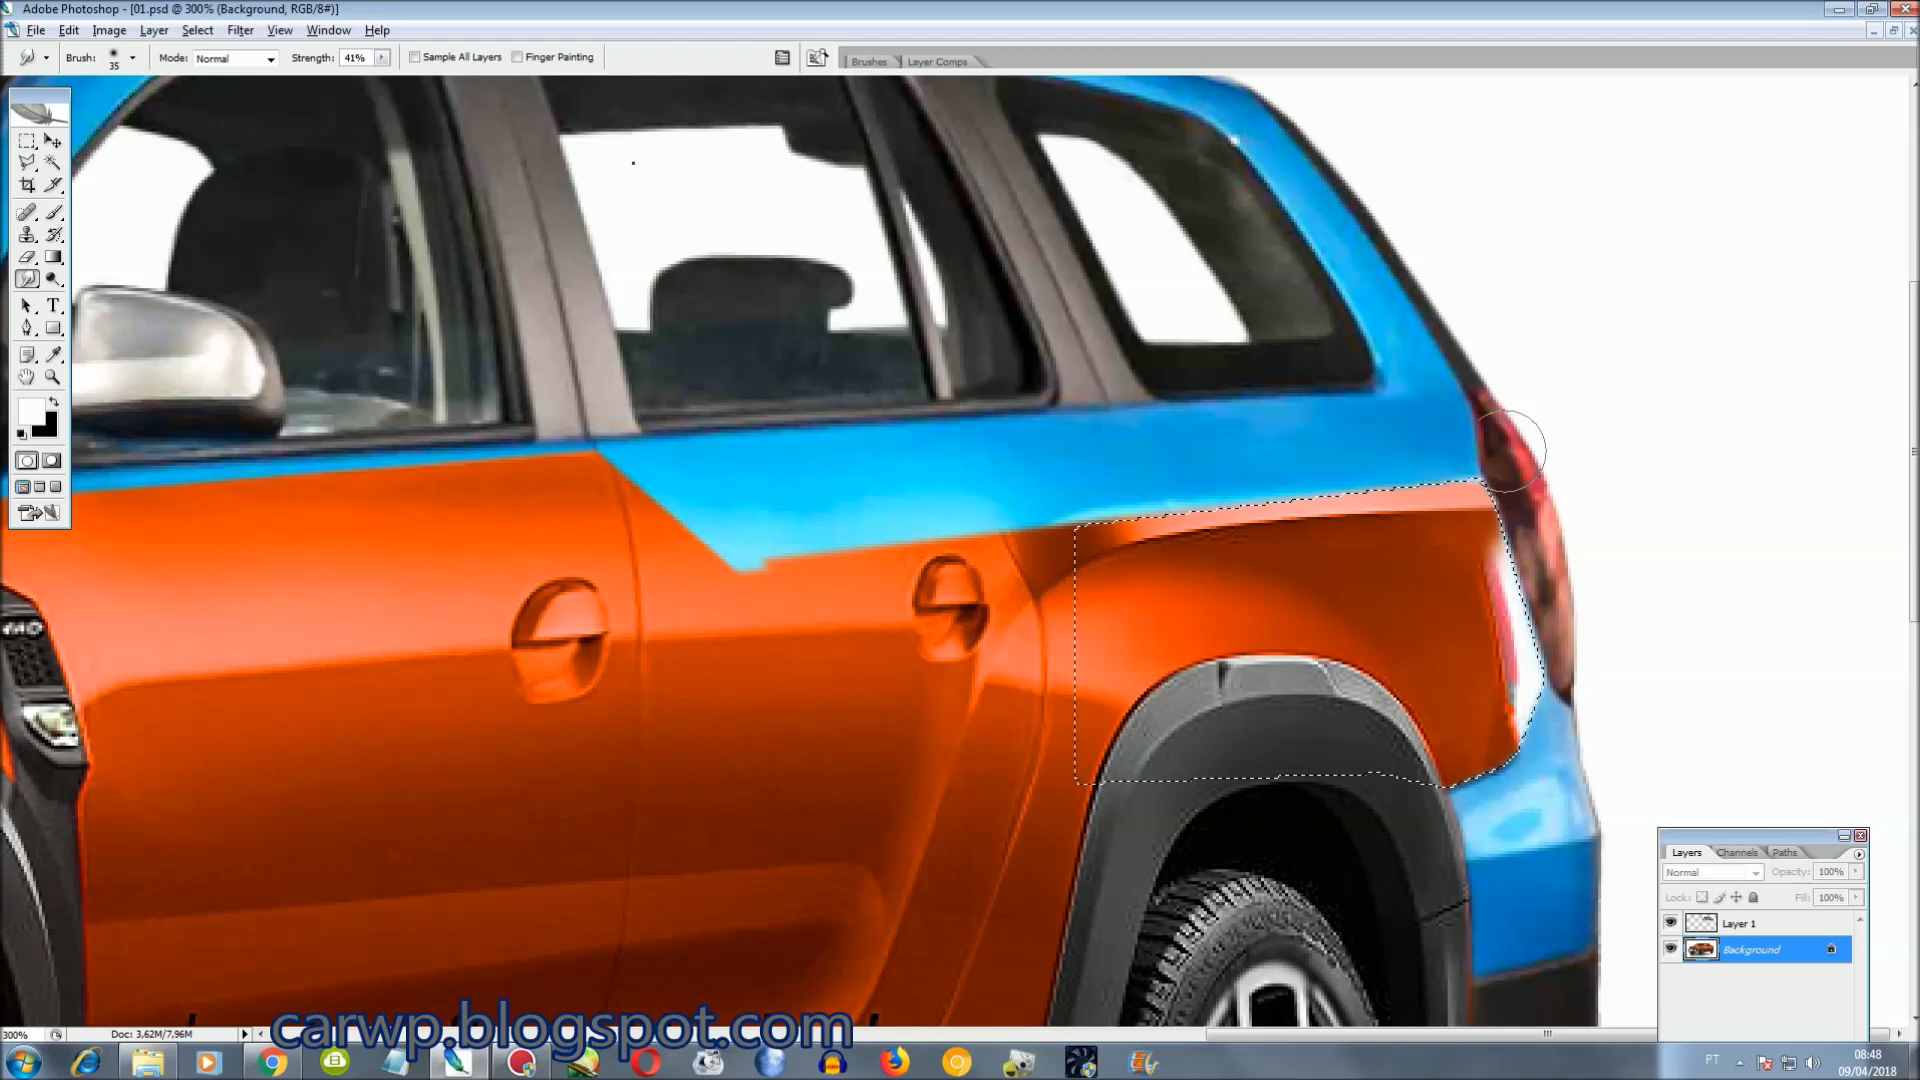 Adobe Photoshop - [01.psd @ 300% (Background, RGB/8#)]
File Edit Image Layer Select Filter View Window Help
Brush: 35 Mode: Normal Strength: 41% Sample All Layers Finger Painting Brushes Layer Comps
T
Layers Channels Paths
Normal Opacity: 100%
Lock: Fill: 100%
Layer 1
Background
300% Doc: 3,62M/7,96M
carwp.blogspot.com
PT 08:48
09/04/2018